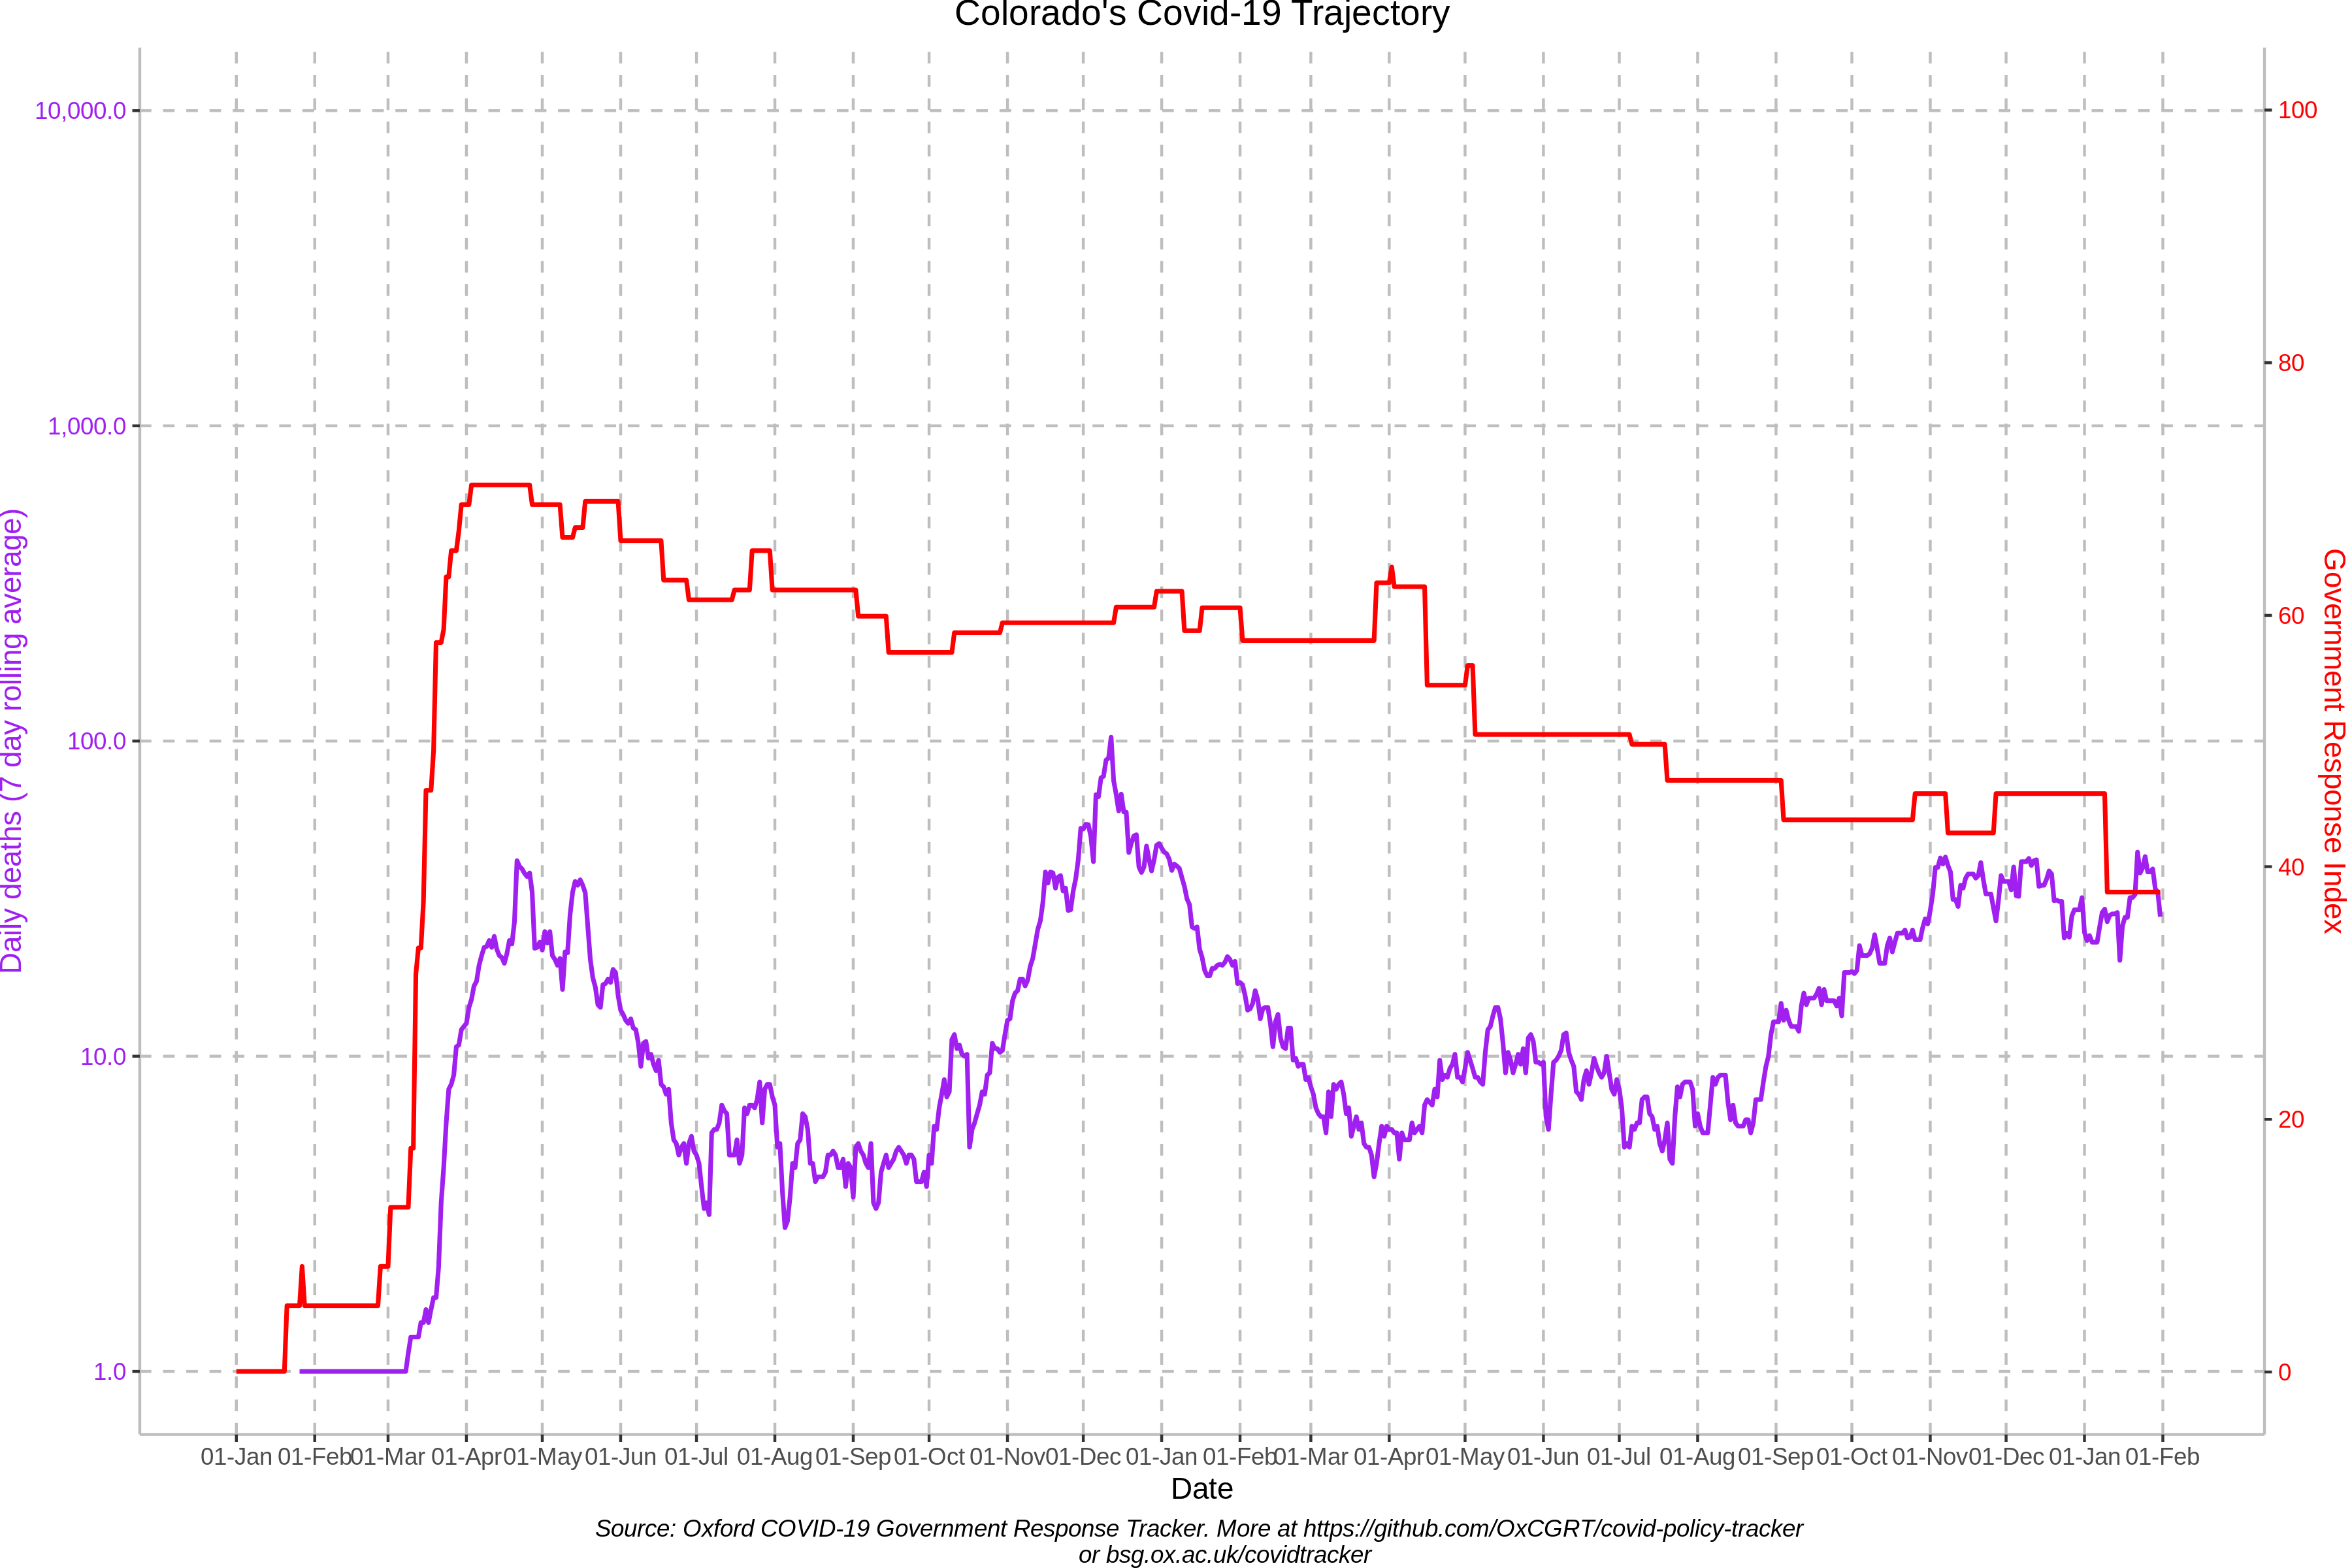 Colorado's Covid-19 Trajectory
10,000.0
1,000.0
100.0
10.0
1.0
Daily deaths (7 day rolling average)
100
80
60
40
20
0
Government Response Index
01-Jan 01-Feb 01-Mar 01-Apr 01-May 01-Jun 01-Jul 01-Aug 01-Sep 01-Oct 01-Nov 01-Dec 01-Jan 01-Feb 01-Mar 01-Apr 01-May 01-Jun 01-Jul 01-Aug 01-Sep 01-Oct 01-Nov 01-Dec 01-Jan 01-Feb
Date
Source: Oxford COVID-19 Government Response Tracker. More at https://github.com/OxCGRT/covid-policy-tracker
or bsg.ox.ac.uk/covidtracker